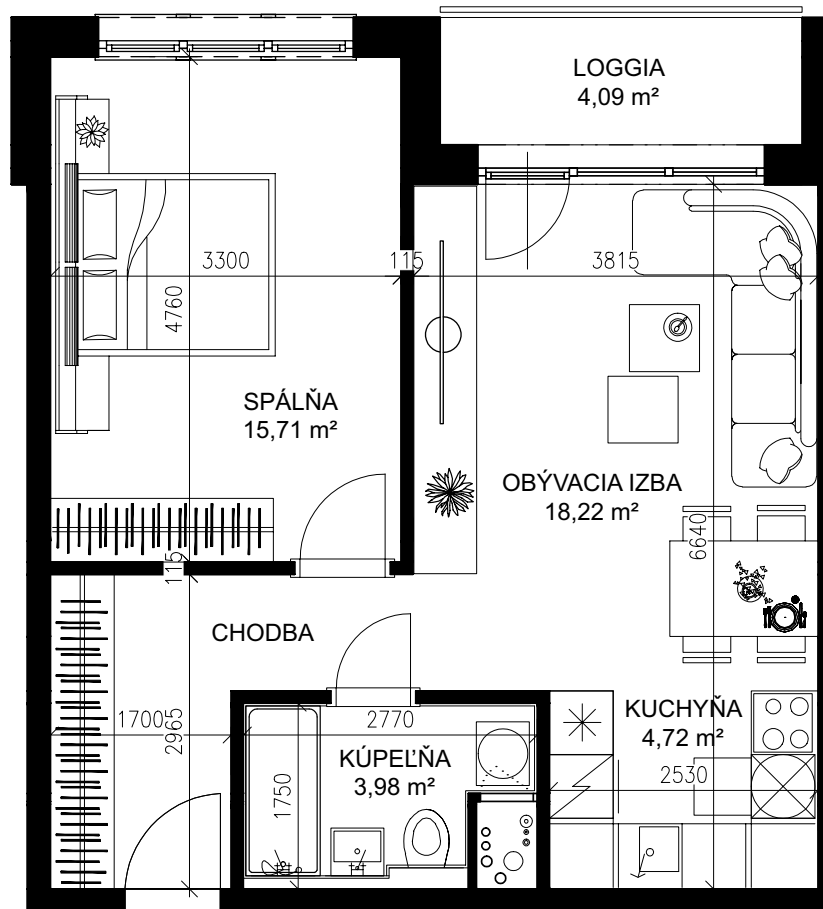 LOGGIA
4,09 m²
3300
115
3815
4760
SPÁLŇA
15,71 m²
OBÝVACIA IZBA
18,22 m²
6640
115
CHODBA
1700
2965
2770
KUCHYŇA
4,72 m²
KÚPEĽŇA
3,98 m²
2530
1750